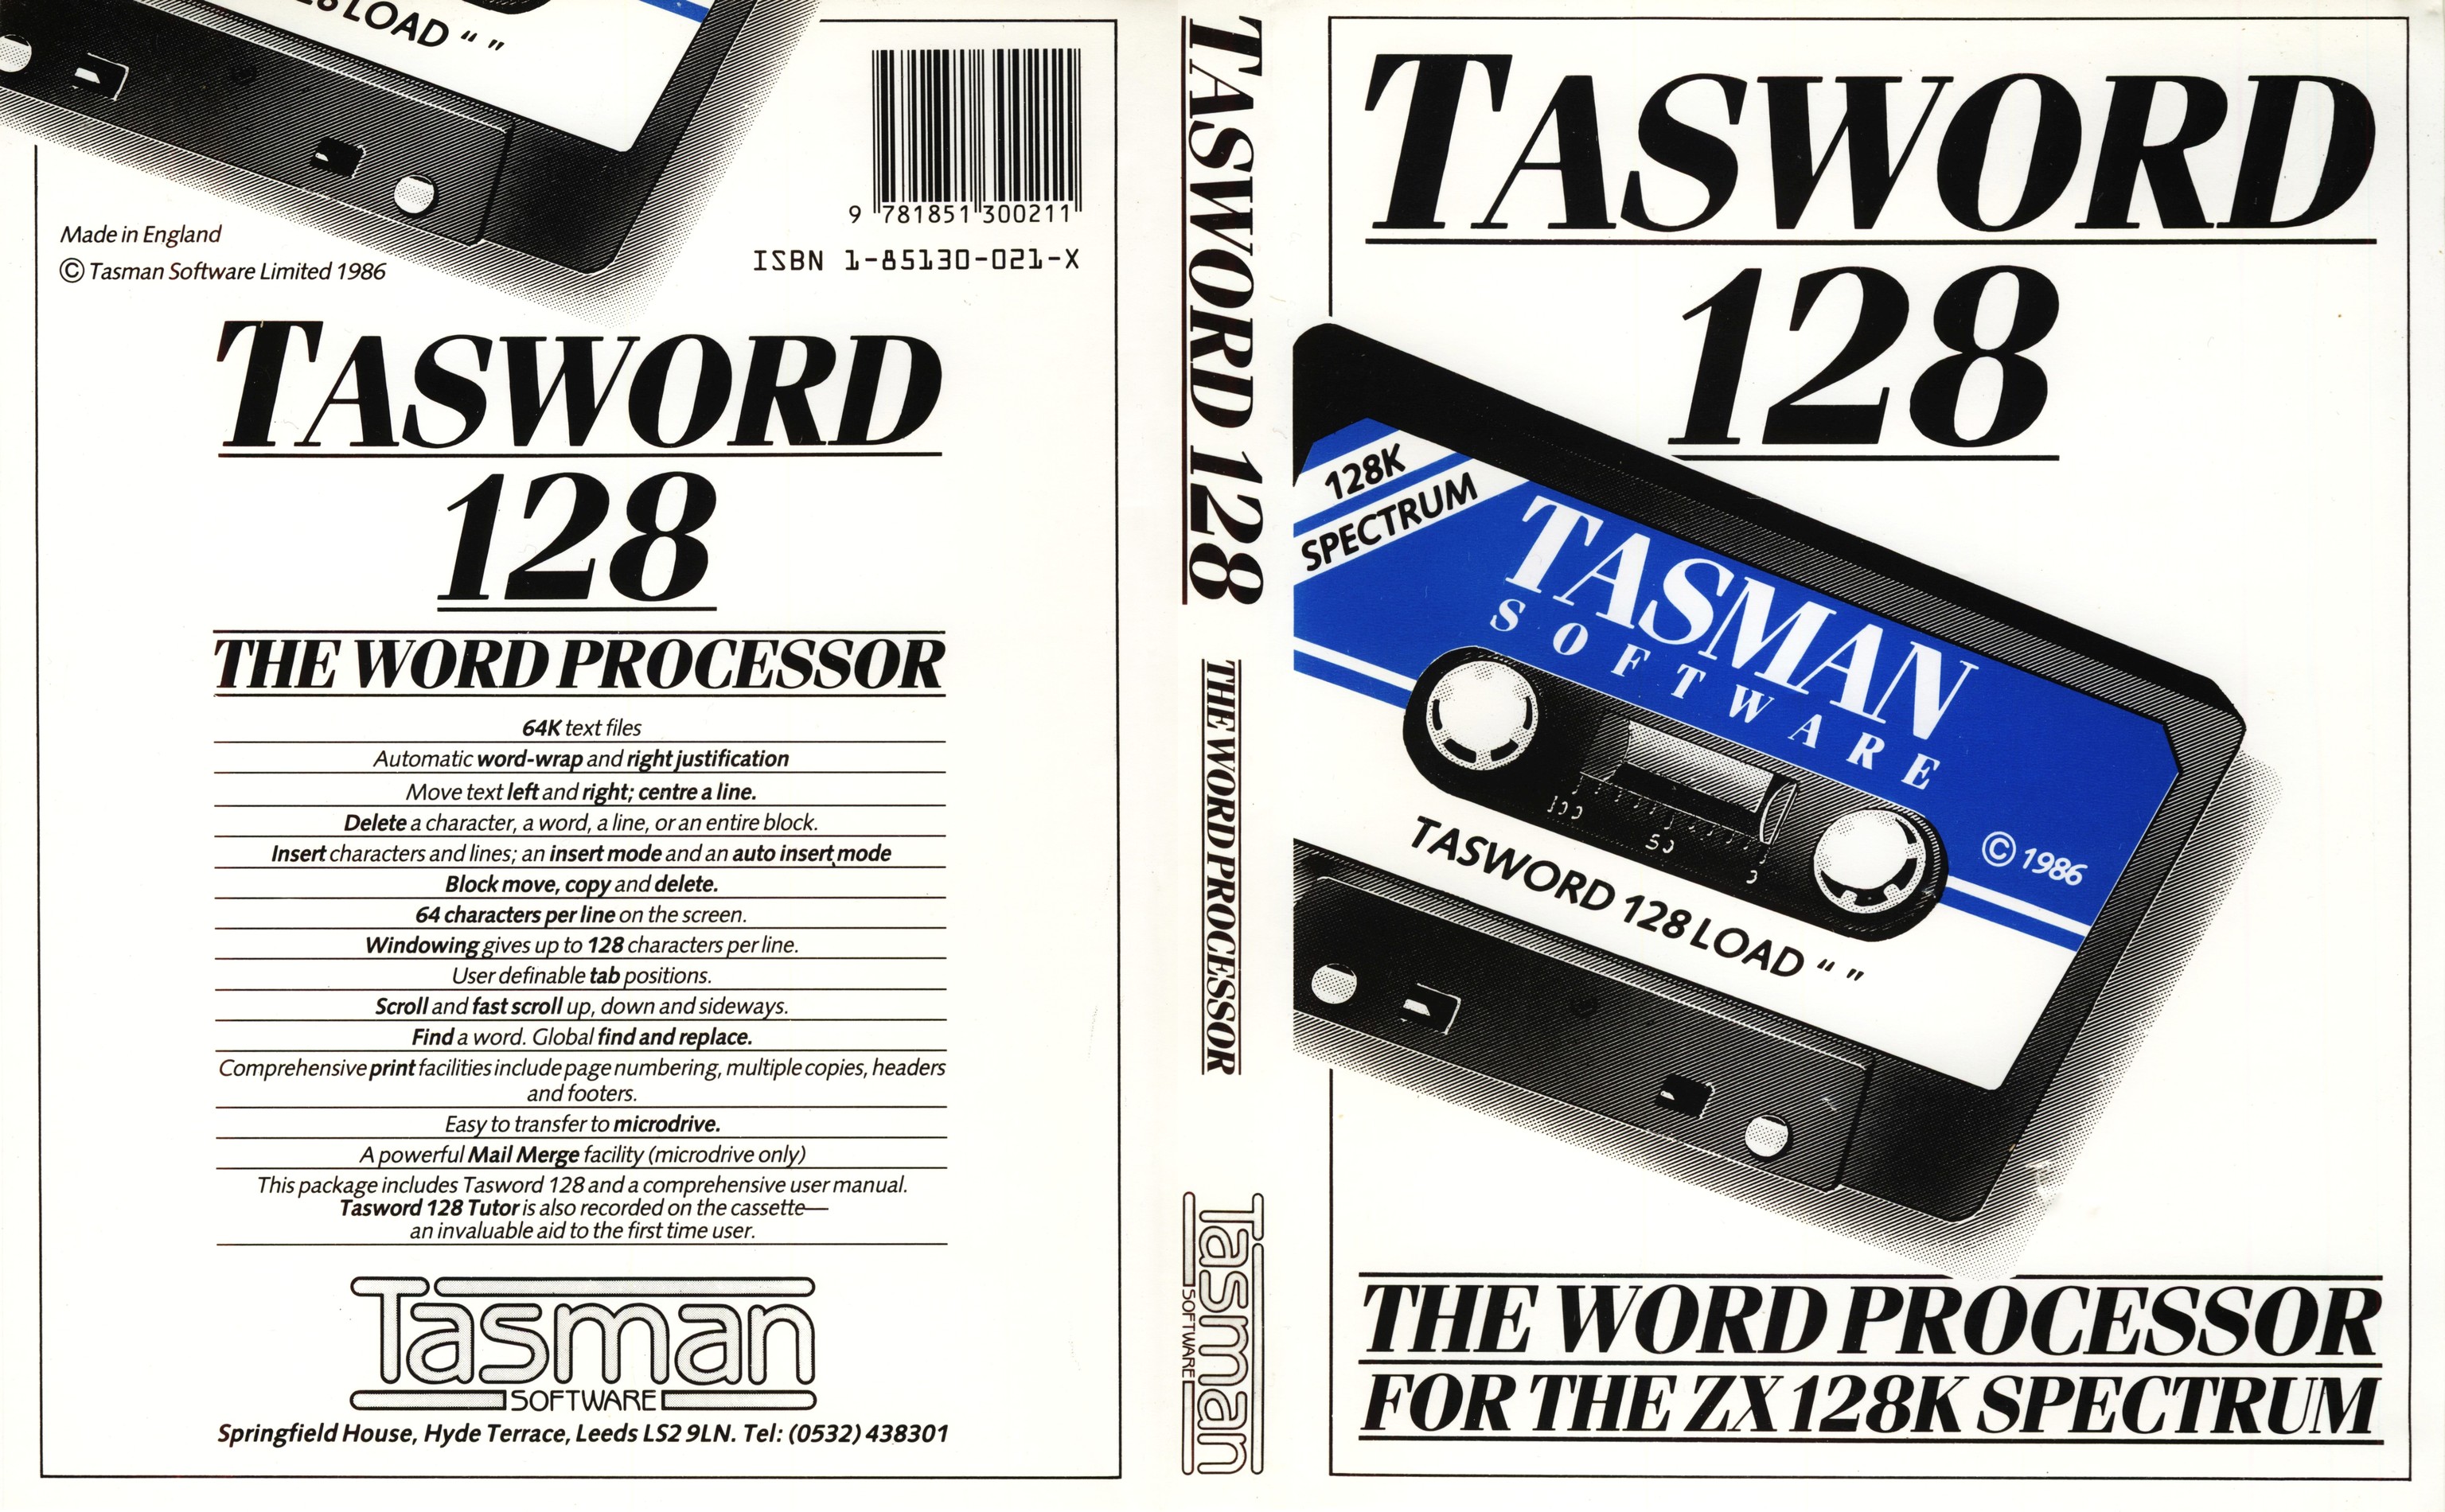 LOAD “ ”
9 781851 300211
ISBN 1-85130-021-X
Made in England
© Tasman Software Limited 1986
TASWORD
128
THE WORD PROCESSOR
64K text files
Automatic word-wrap and right justification
Move text left and right; centre a line.
Delete a character, a word, a line, or an entire block.
Insert characters and lines; an insert mode and an auto insert mode
Block move, copy and delete.
64 characters per line on the screen.
Windowing gives up to 128 characters per line.
User definable tab positions.
Scroll and fast scroll up, down and sideways.
Find a word. Global find and replace.
Comprehensive print facilities include page numbering, multiple copies, headers
and footers.
Easy to transfer to microdrive.
A powerful Mail Merge facility (microdrive only)
This package includes Tasword 128 and a comprehensive user manual.
Tasword 128 Tutor is also recorded on the cassette—
an invaluable aid to the first time user.
Tasman
SOFTWARE
Springfield House, Hyde Terrace, Leeds LS2 9LN. Tel: (0532) 438301
TASWORD 128
THE WORD PROCESSOR
Tasman
SOFTWARE
TASWORD
128
128K
SPECTRUM
TASMAN
SOFTWARE
100 50 0
© 1986
TASWORD 128 LOAD “ ”
THE WORD PROCESSOR
FOR THE ZX 128K SPECTRUM